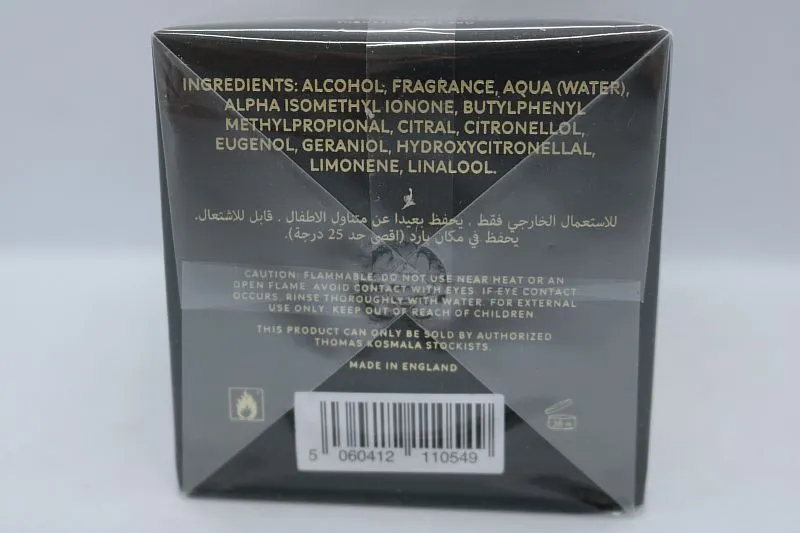 INGREDIENTS: ALCOHOL, FRAGRANCE, AQUA (WATER),
ALPHA ISOMETHYL IONONE, BUTYLPHENYL
METHYLPROPIONAL, CITRAL, CITRONELLOL,
EUGENOL, GERANIOL, HYDROXYCITRONELLAL,
LIMONENE, LINALOOL.
للاستعمال الخارجي فقط . يحفظ بعيدا عن متناول الاطفال . قابل للاشتعال.
يحفظ في مكان بارد (اقصى حد 25 درجة).
CAUTION: FLAMMABLE: DO NOT USE NEAR HEAT OR AN
OPEN FLAME. AVOID CONTACT WITH EYES. IF EYE CONTACT
OCCURS, RINSE THOROUGHLY WITH WATER. FOR EXTERNAL
USE ONLY. KEEP OUT OF REACH OF CHILDREN.
THIS PRODUCT CAN ONLY BE SOLD BY AUTHORIZED
THOMAS KOSMALA STOCKISTS.
MADE IN ENGLAND
5 060412 110549